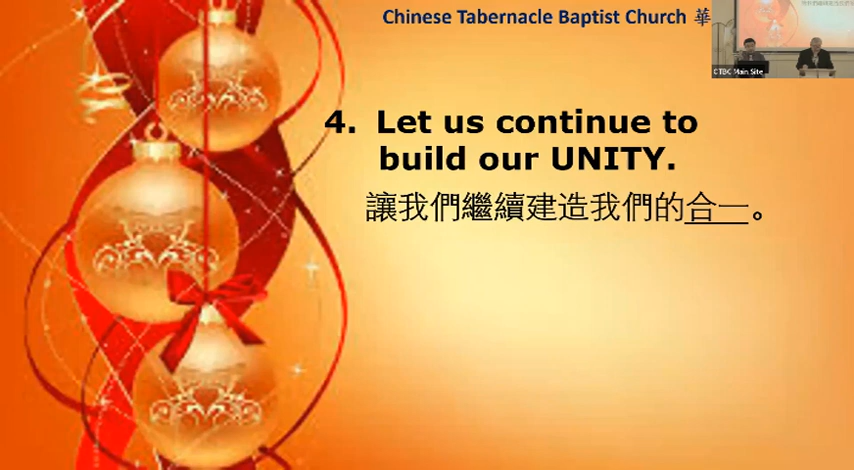 Chinese Tabernacle Baptist Church 華
CTBC Main Site
4. Let us continue to
build our UNITY.
讓我們繼續建造我們的合一。